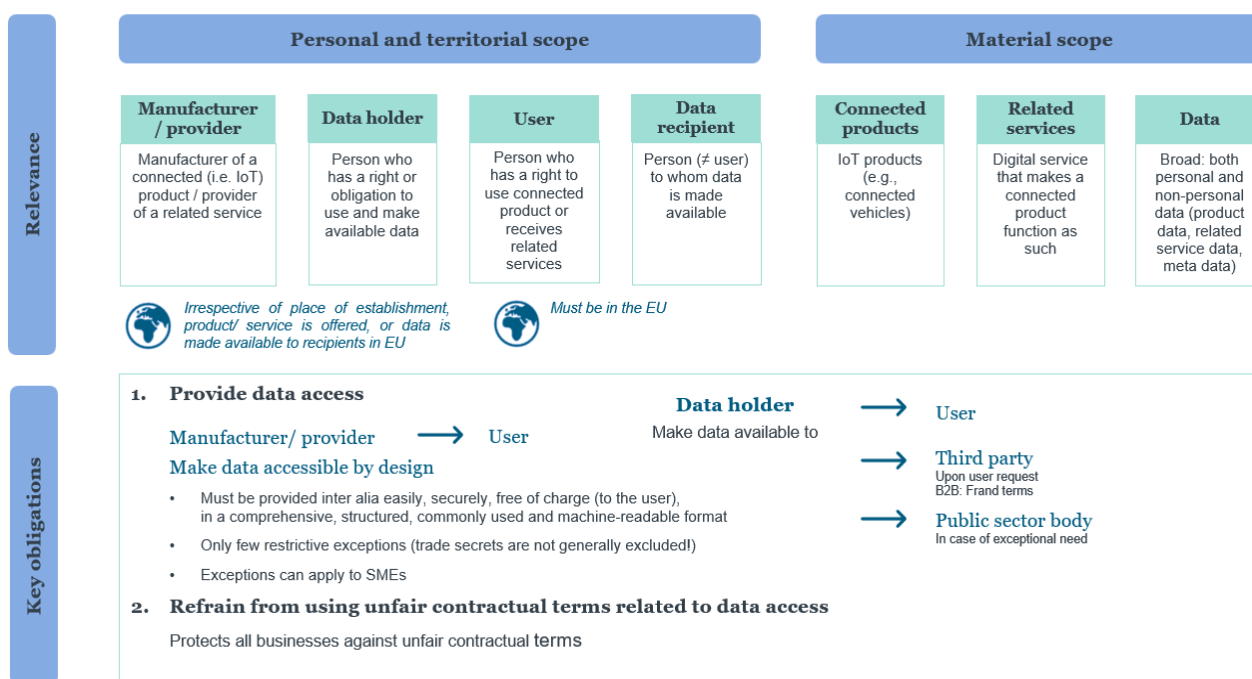 Relevance
Personal and territorial scope
Material scope
Manufacturer
/ provider
Manufacturer of a
connected (i.e. IoT)
product / provider
of a related service
Data holder
Person who
has a right or
obligation to
use and make
available data
User
Person who
has a right to
use connected
product or
receives
related
services
Data
recipient
Person (≠ user)
to whom data
is made
available
Connected
products
IoT products
(e.g.,
connected
vehicles)
Related
services
Digital service
that makes a
connected
product
function as
such
Data
Broad: both
personal and
non-personal
data (product
data, related
service data,
meta data)
Irrespective of place of establishment,
product/ service is offered, or data is
made available to recipients in EU
Must be in the EU
Key obligations
1. Provide data access
Manufacturer/ provider
User
Make data accessible by design
• Must be provided inter alia easily, securely, free of charge (to the user),
in a comprehensive, structured, commonly used and machine-readable format
• Only few restrictive exceptions (trade secrets are not generally excluded!)
• Exceptions can apply to SMEs
Data holder
Make data available to
User
Third party
Upon user request
B2B: Frand terms
Public sector body
In case of exceptional need
2. Refrain from using unfair contractual terms related to data access
Protects all businesses against unfair contractual terms